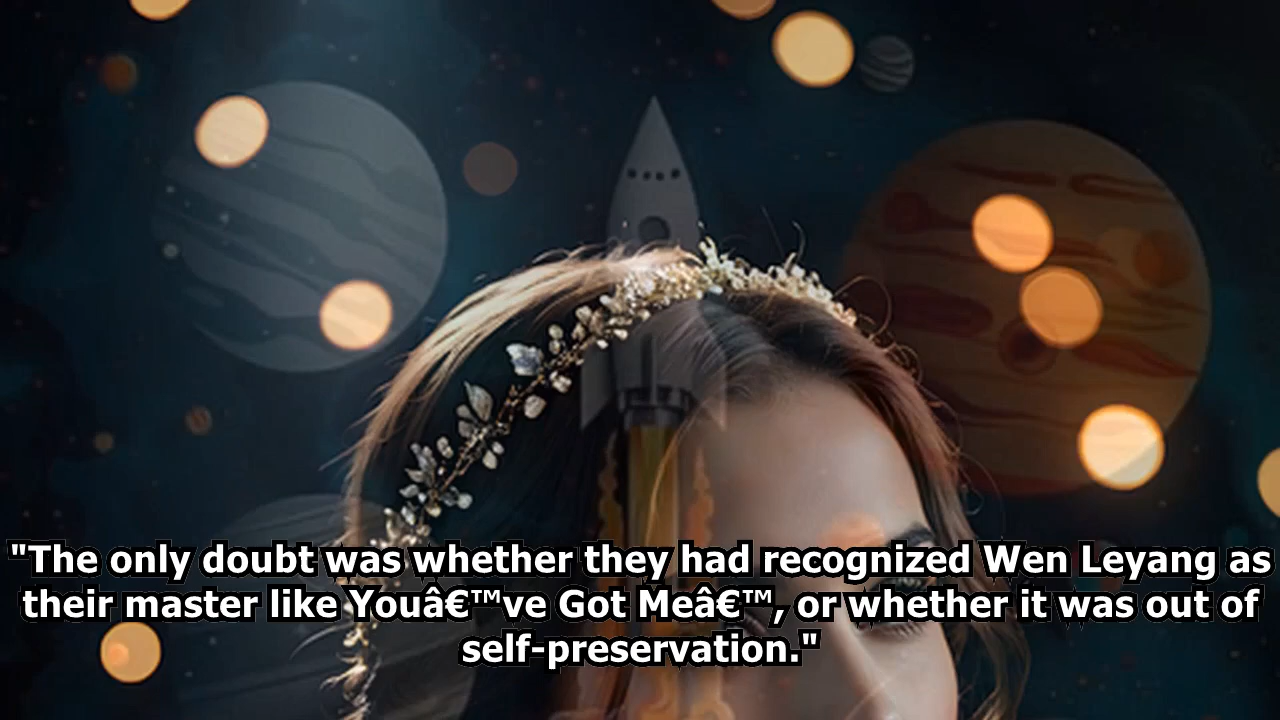 "The only doubt was whether they had recognized Wen Leyang as
their master like Youâ€™ve Got Meâ€™, or whether it was out of
self-preservation."